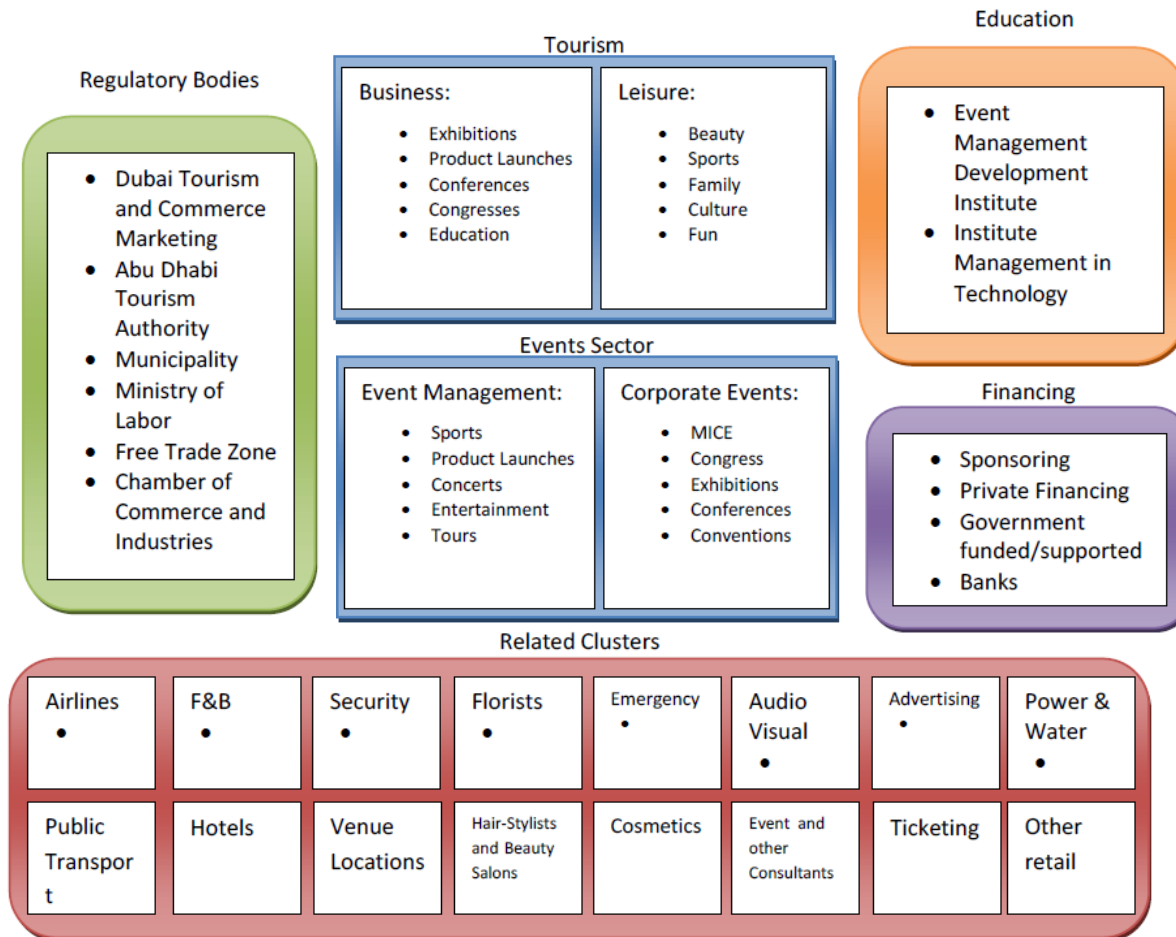 Regulatory Bodies
• Dubai Tourism
and Commerce
Marketing
• Abu Dhabi
Tourism
Authority
• Municipality
• Ministry of
Labor
• Free Trade Zone
• Chamber of
Commerce and
Industries
Tourism
Business:
• Exhibitions
• Product Launches
• Conferences
• Congresses
• Education
Leisure:
• Beauty
• Sports
• Family
• Culture
• Fun
Events Sector
Event Management:
• Sports
• Product Launches
• Concerts
• Entertainment
• Tours
Corporate Events:
• MICE
• Congress
• Exhibitions
• Conferences
• Conventions
Education
• Event
Management
Development
Institute
• Institute
Management in
Technology
Financing
• Sponsoring
• Private Financing
• Government
funded/supported
• Banks
Related Clusters
Airlines
•
F&B
•
Security
•
Florists
•
Emergency
•
Audio
Visual
•
Advertising
•
Power &
Water
•
Public
Transpor
t
Hotels
Venue
Locations
Hair-Stylists
and Beauty
Salons
Cosmetics
Event and
other
Consultants
Ticketing
Other
retail